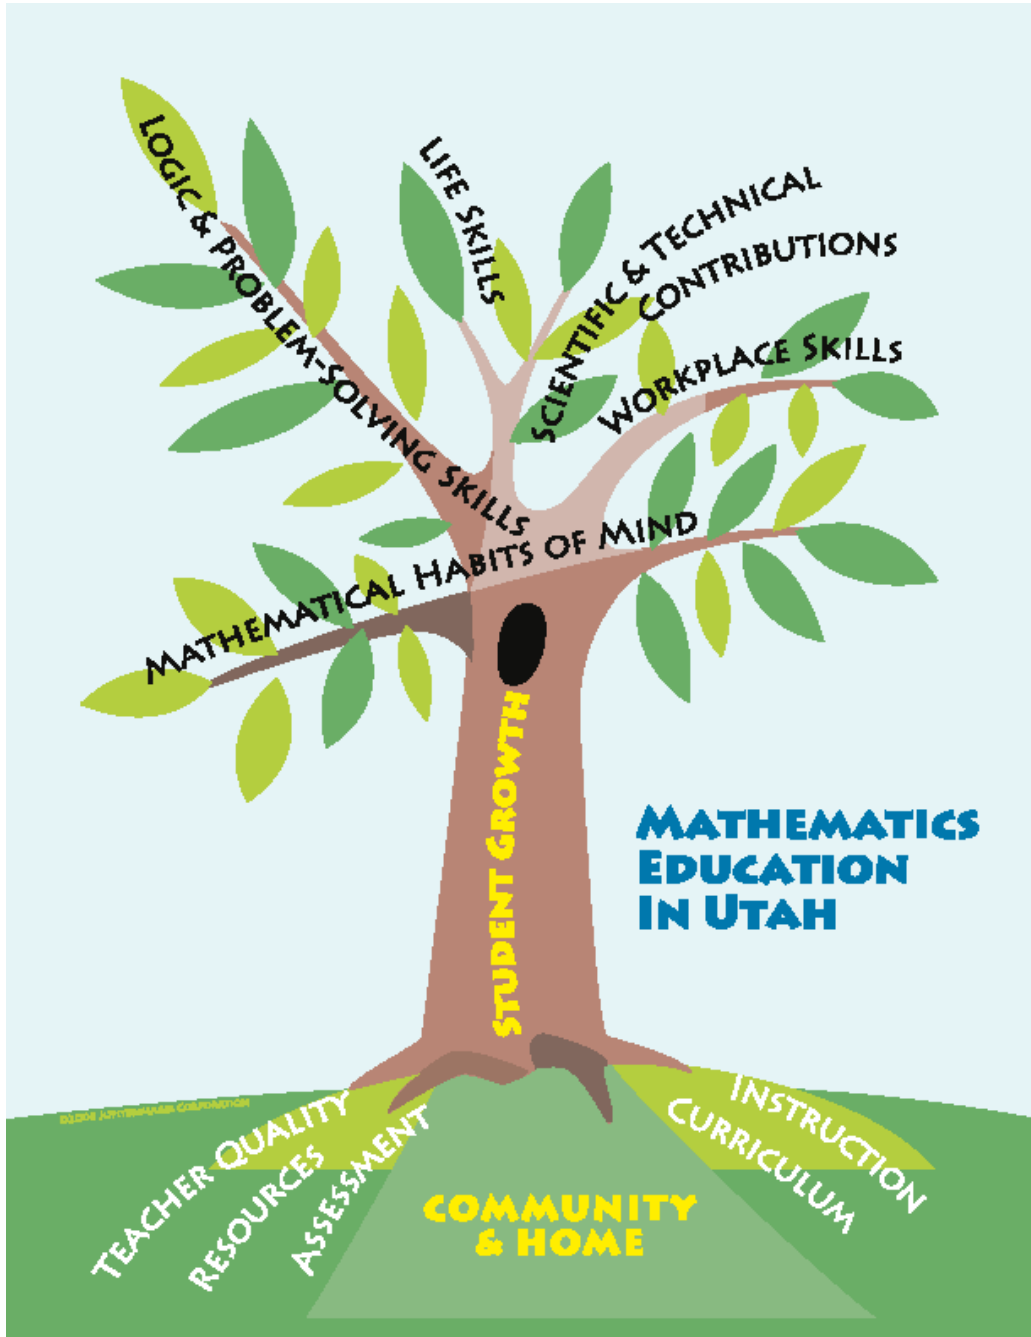 LOGIC & PROBLEM-SOLVING SKILLS
LIFE SKILLS
SCIENTIFIC & TECHNICAL
CONTRIBUTIONS
WORKPLACE SKILLS
MATHEMATICAL HABITS OF MIND
STUDENT GROWTH
MATHEMATICS
EDUCATION
IN UTAH
TEACHER QUALITY
RESOURCES
ASSESSMENT
COMMUNITY
& HOME
CURRICULUM
INSTRUCTION